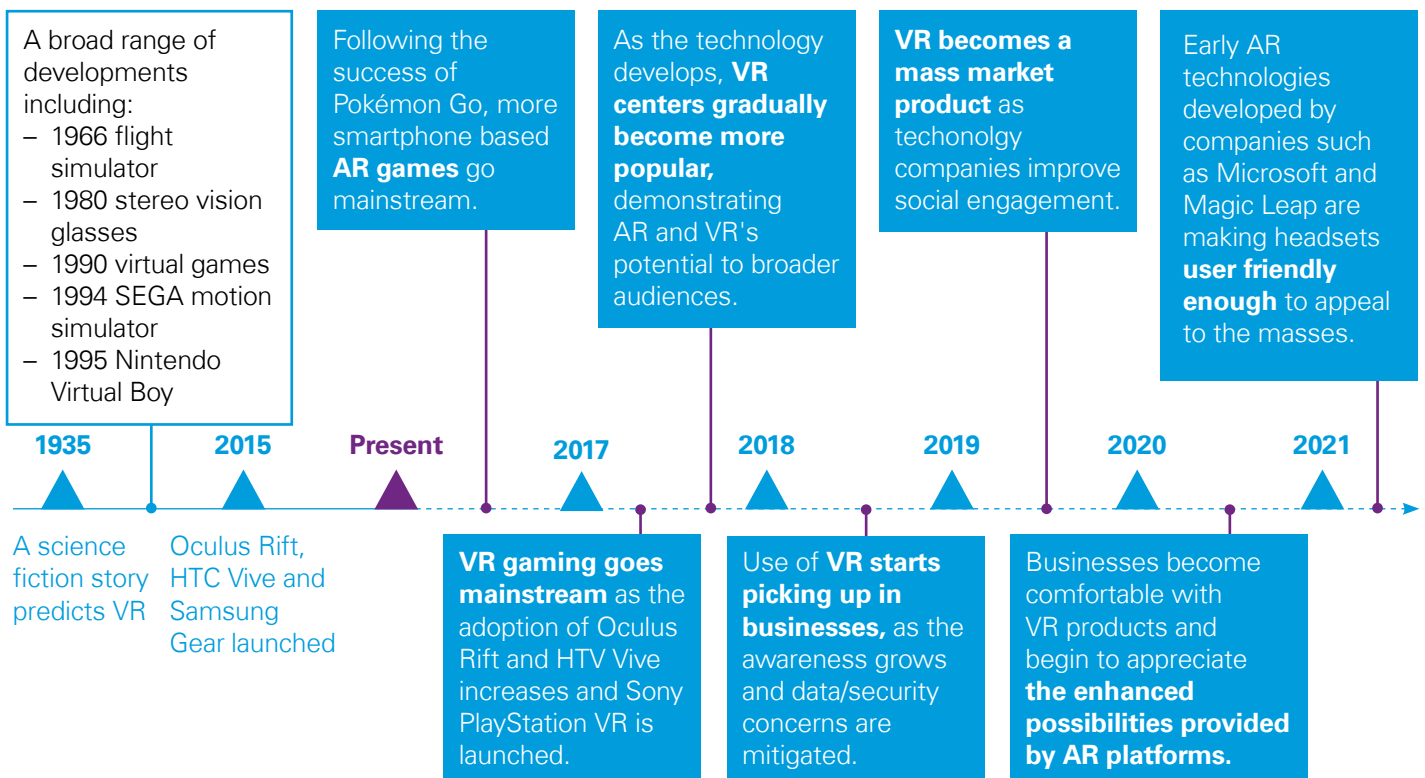 A broad range of
developments
including:
– 1966 flight
simulator
– 1980 stereo vision
glasses
– 1990 virtual games
– 1994 SEGA motion
simulator
– 1995 Nintendo
Virtual Boy
Following the
success of
Pokémon Go, more
smartphone based
AR games go
mainstream.
As the technology
develops, VR
centers gradually
become more
popular,
demonstrating
AR and VR's
potential to broader
audiences.
VR becomes a
mass market
product as
techonolgy
companies improve
social engagement.
Early AR
technologies
developed by
companies such
as Microsoft and
Magic Leap are
making headsets
user friendly
enough to appeal
to the masses.
1935
2015
Present
2017
2018
2019
2020
2021
A science
fiction story
predicts VR
Oculus Rift,
HTC Vive and
Samsung
Gear launched
VR gaming goes
mainstream as the
adoption of Oculus
Rift and HTV Vive
increases and Sony
PlayStation VR is
launched.
Use of VR starts
picking up in
businesses, as the
awareness grows
and data/security
concerns are
mitigated.
Businesses become
comfortable with
VR products and
begin to appreciate
the enhanced
possibilities provided
by AR platforms.